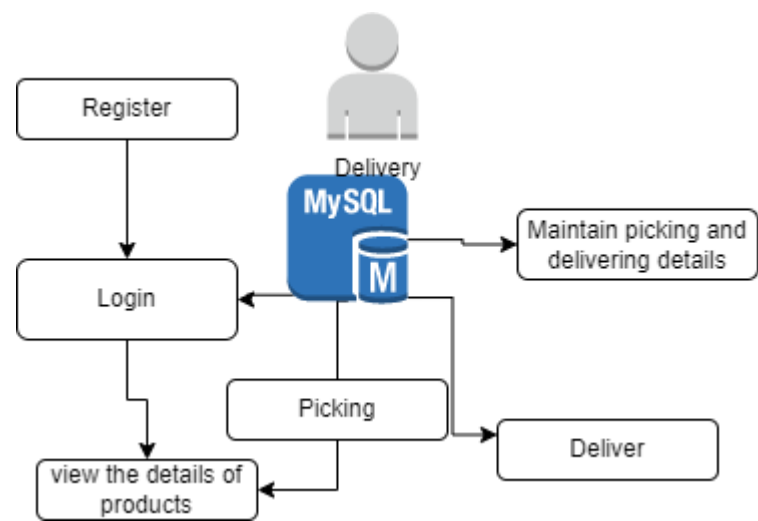 Register
Delivery
MySQL
Maintain picking and
delivering details
Login
M
Picking
Deliver
view the details of
products